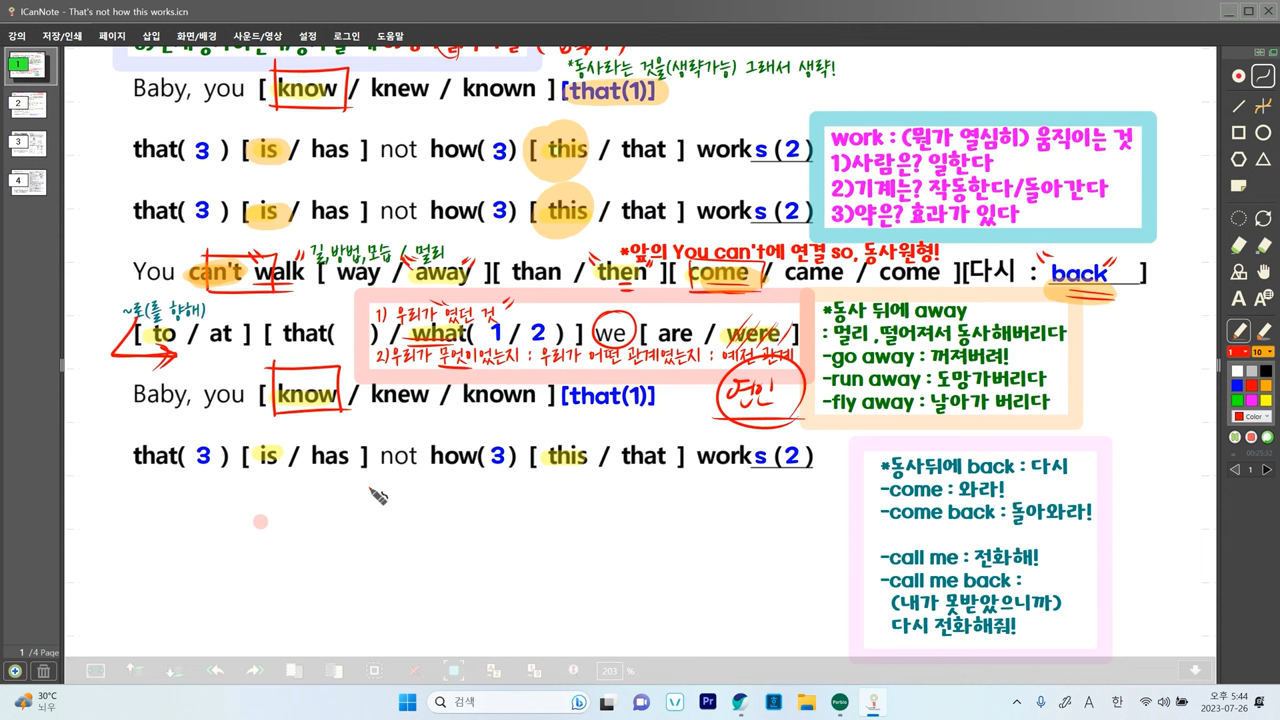 ICanNote - That's not how this works.icn
강의 저장/인쇄 페이지 삽입 화면/배경 사운드/영상 설정 로그인
*동사라는 것을(생략가능) 그래서 생략!
Baby, you [ know / knew / known ][that(1)]
that( 3 ) [ is / has ] not how(3) [ this / that ] works (2)
that( 3 ) [ is / has ] not how(3) [ this / that ] works (2)
work : (뭔가 열심히) 움직이는 것
1)사람은? 일한다
2)기계는? 작동한다/돌아간다
3)약은? 효과가 있다
길, 방법, 모습 / 멀리
*앞의 You can't에 연결 so, 동사원형!
You can't walk [ way / away ][ than / then ][ come / came / come ][다시 : back ]
~로(를 향해)
1) 우리가 였던 것
[ to / at ] [ that( ) / what( 1 / 2 ) ] we [ are / were ]
2)우리가 무엇이었는지 : 우리가 어떤 관계였는지 : 예전 관계
연인
Baby, you [ know / knew / known ][that(1)]
that( 3 ) [ is / has ] not how(3) [ this / that ] works (2)
*동사 뒤에 away
: 멀리 ,떨어져서 동사해버리다
-go away : 꺼져버려!
-run away : 도망가버리다
-fly away : 날아가 버리다
*동사뒤에 back : 다시
-come : 와라!
-come back : 돌아와라!
-call me : 전화해!
-call me back :
(내가 못받았으니까)
다시 전화해줘!
1
2
3
4
1 / 4 Page
203 %
1
10
Color
00:25:32
1
30°C
뇌우
검색
Pr
A 한
오후 5:44
2023-07-26